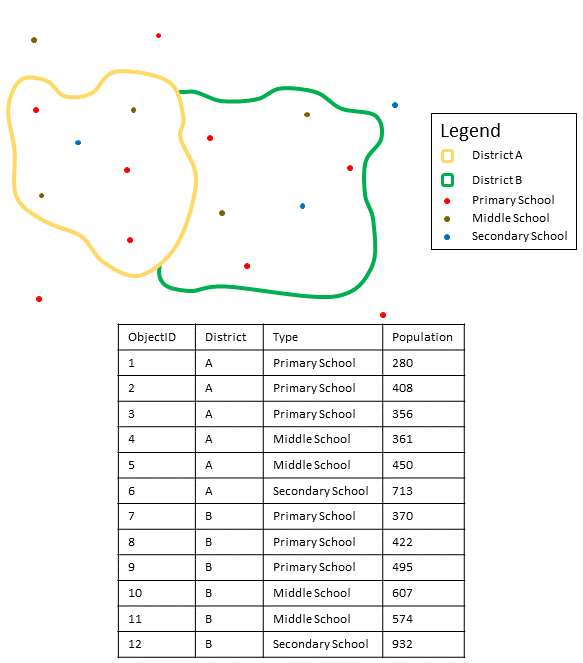 Legend
District A
District B
Primary School
Middle School
Secondary School
ObjectID District Type Population
1 A Primary School 280
2 A Primary School 408
3 A Primary School 356
4 A Middle School 361
5 A Middle School 450
6 A Secondary School 713
7 B Primary School 370
8 B Primary School 422
9 B Primary School 495
10 B Middle School 607
11 B Middle School 574
12 B Secondary School 932